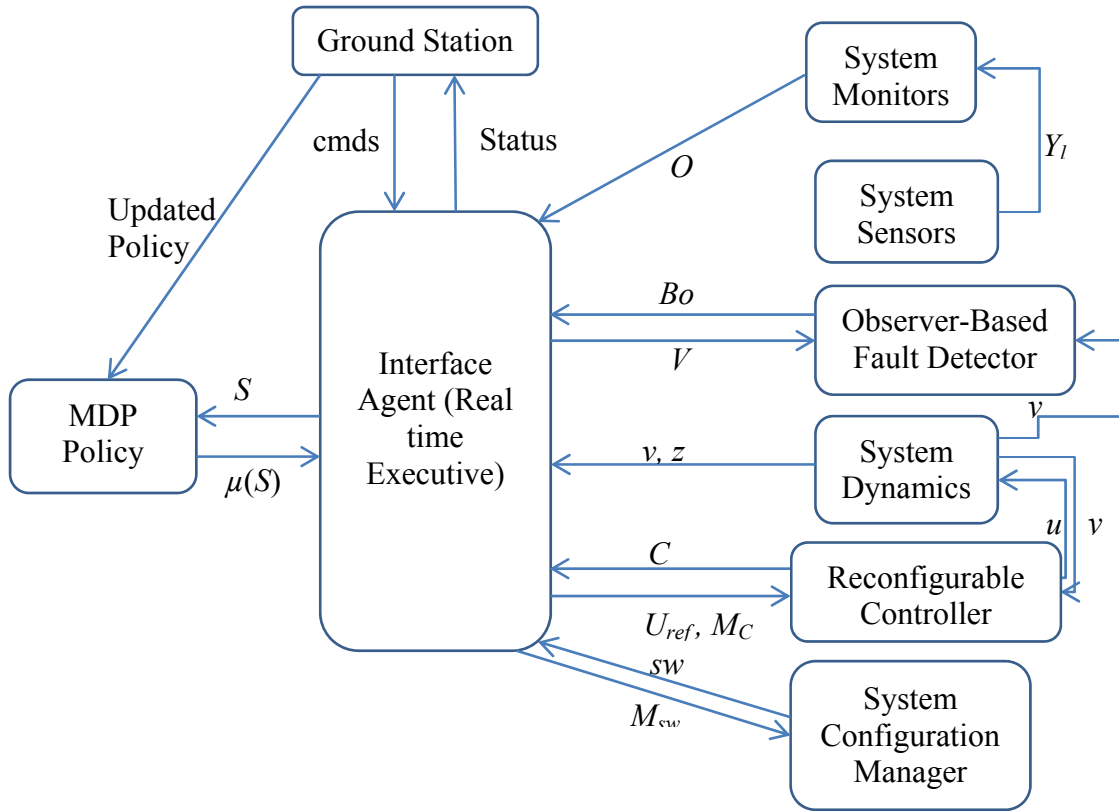 Ground Station
cmds
Status
Updated
Policy
MDP
Policy
S
µ(S)
Interface
Agent (Real
time
Executive)
O
System
Monitors
Y_l
System
Sensors
Bo
V
Observer-Based
Fault Detector
v
v, z
System
Dynamics
u
v
C
U_ref, M_C
Reconfigurable
Controller
sw
M_sw
System
Configuration
Manager